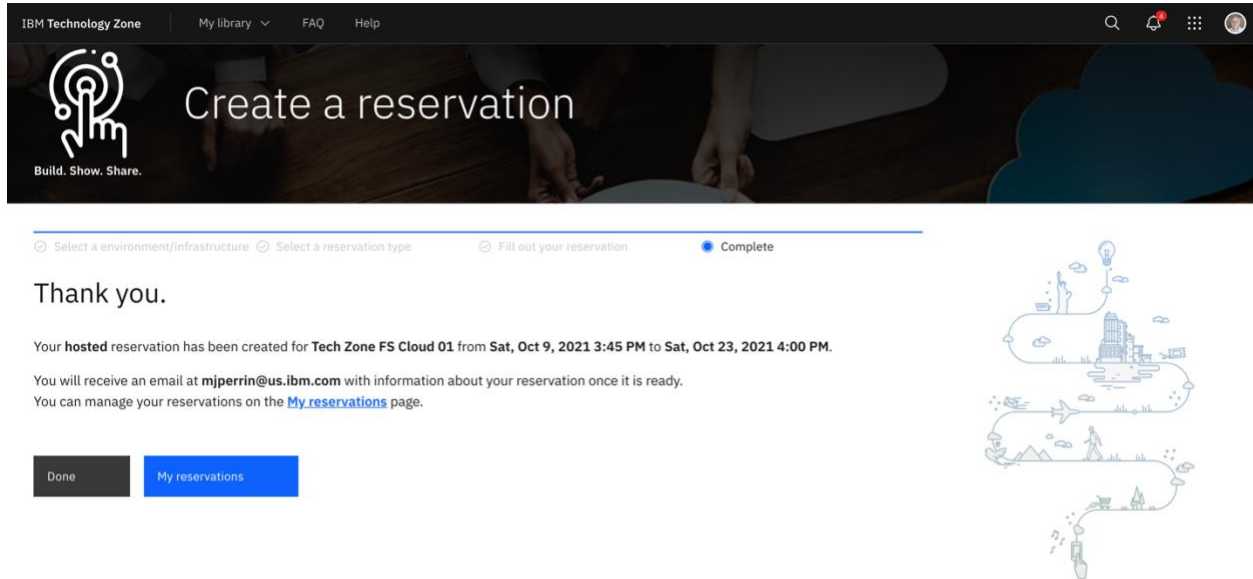 IBM Technology Zone My library FAQ Help 4
Create a reservation
Build. Show. Share.
Select a environment/infrastructure Select a reservation type Fill out your reservation Complete
Thank you.
Your hosted reservation has been created for Tech Zone FS Cloud 01 from Sat, Oct 9, 2021 3:45 PM to Sat, Oct 23, 2021 4:00 PM.
You will receive an email at mjperrin@us.ibm.com with information about your reservation once it is ready.
You can manage your reservations on the My reservations page.
Done My reservations